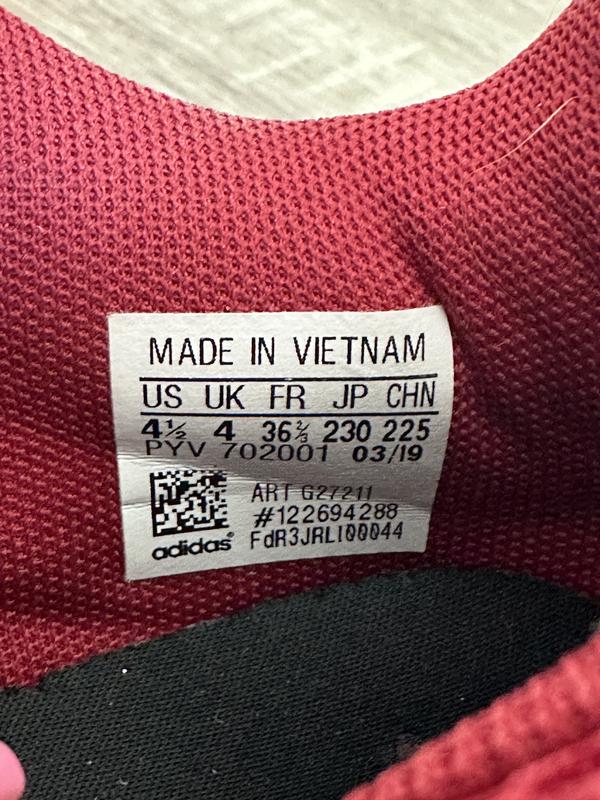 MADE IN VIETNAM
US UK FR JP CHN
4½ 4 36⅔ 230 225
PYV 702001 03/19
ART G27211
#122694288
FdR3JRLI00044
adidas®